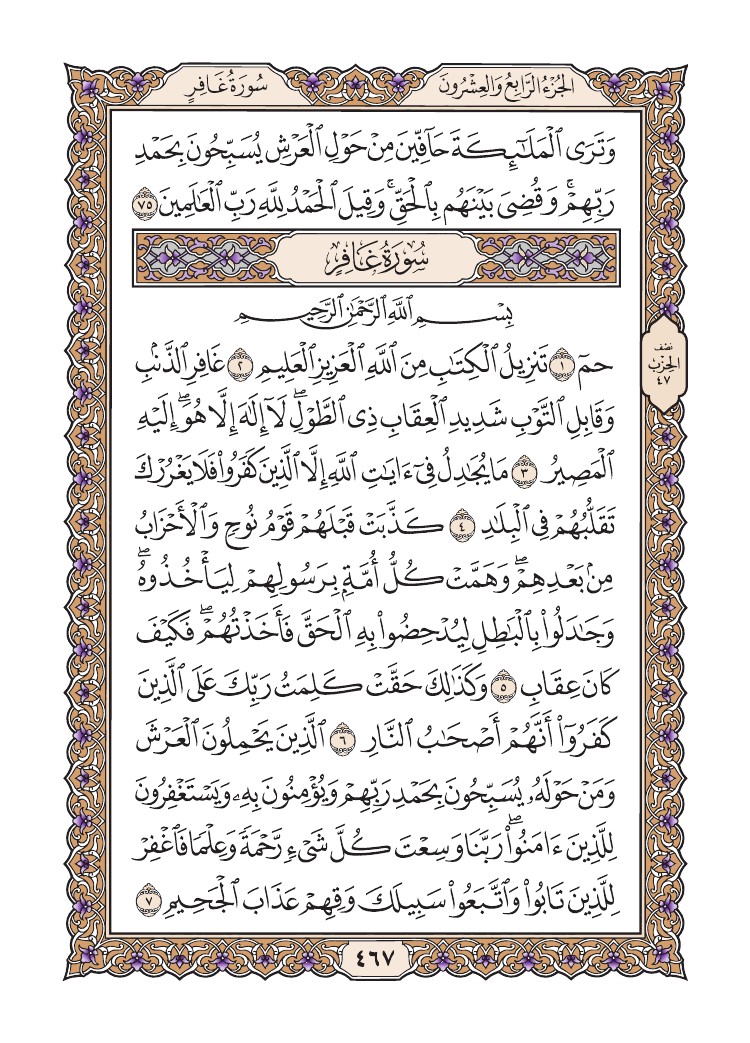 الجُزْءُ الرَّابِعُ وَالعِشْرُونَ
سُورَةُ غَافِرٍ
وَتَرَى ٱلْمَلَٰٓئِكَةَ حَآفِّينَ مِنْ حَوْلِ ٱلْعَرْشِ يُسَبِّحُونَ بِحَمْدِ
رَبِّهِمْۚ وَقُضِيَ بَيْنَهُم بِٱلْحَقِّۚ وَقِيلَ ٱلْحَمْدُ لِلَّهِ رَبِّ ٱلْعَٰلَمِينَ ٧٥
سُورَةُ غَافِرٍ
بِسْمِ ٱللَّهِ ٱلرَّحْمَٰنِ ٱلرَّحِيمِ
حمٓ ١ تَنزِيلُ ٱلْكِتَٰبِ مِنَ ٱللَّهِ ٱلْعَزِيزِ ٱلْعَلِيمِ ٢ غَافِرِ ٱلذَّنۢبِ
وَقَابِلِ ٱلتَّوْبِ شَدِيدِ ٱلْعِقَابِ ذِي ٱلطَّوْلِۖ لَآ إِلَٰهَ إِلَّا هُوَۖ إِلَيْهِ
ٱلْمَصِيرُ ٣ مَا يُجَٰدِلُ فِيٓ ءَايَٰتِ ٱللَّهِ إِلَّا ٱلَّذِينَ كَفَرُوا۟ فَلَا يَغْرُرْكَ
تَقَلُّبُهُمْ فِي ٱلْبِلَٰدِ ٤ كَذَّبَتْ قَبْلَهُمْ قَوْمُ نُوحٍ وَٱلْأَحْزَابُ
مِنۢ بَعْدِهِمْۖ وَهَمَّتْ كُلُّ أُمَّةٍۭ بِرَسُولِهِمْ لِيَأْخُذُوهُۖ
وَجَٰدَلُوا۟ بِٱلْبَٰطِلِ لِيُدْحِضُوا۟ بِهِ ٱلْحَقَّ فَأَخَذْتُهُمْۖ فَكَيْفَ
كَانَ عِقَابِ ٥ وَكَذَٰلِكَ حَقَّتْ كَلِمَتُ رَبِّكَ عَلَى ٱلَّذِينَ
كَفَرُوٓا۟ أَنَّهُمْ أَصْحَٰبُ ٱلنَّارِ ٦ ٱلَّذِينَ يَحْمِلُونَ ٱلْعَرْشَ
وَمَنْ حَوْلَهُۥ يُسَبِّحُونَ بِحَمْدِ رَبِّهِمْ وَيُؤْمِنُونَ بِهِۦ وَيَسْتَغْفِرُونَ
لِلَّذِينَ ءَامَنُوا۟ۖ رَبَّنَا وَسِعْتَ كُلَّ شَيْءٍ رَّحْمَةً وَعِلْمًا فَٱغْفِرْ
لِلَّذِينَ تَابُوا۟ وَٱتَّبَعُوا۟ سَبِيلَكَ وَقِهِمْ عَذَابَ ٱلْجَحِيمِ ٧
نصف
الحزب
٤٧
٤٦٧